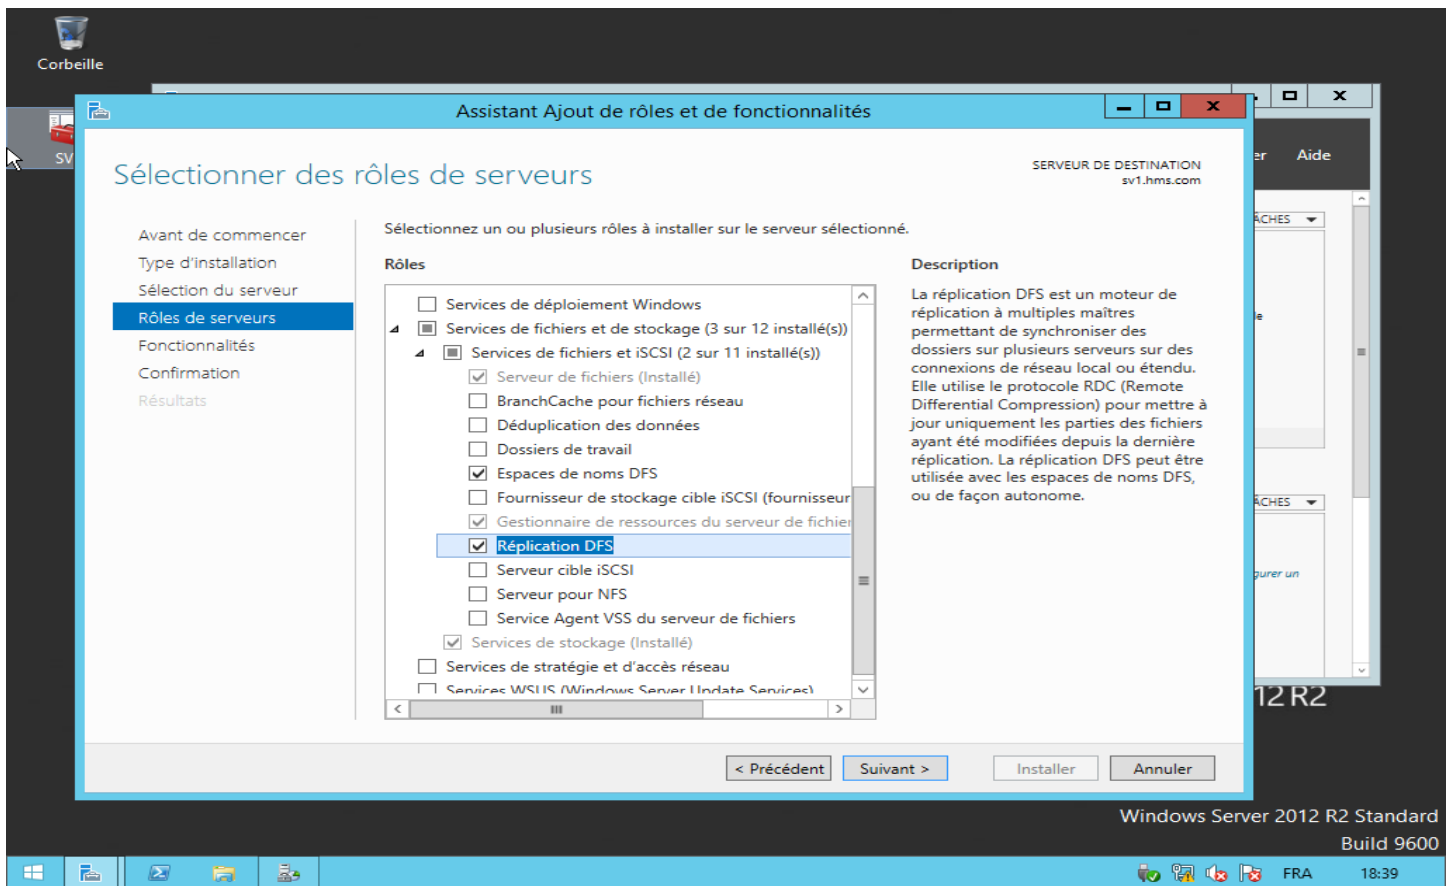 Corbeille
SV
Assistant Ajout de rôles et de fonctionnalités
Aide
Sélectionner des rôles de serveurs
SERVEUR DE DESTINATION
sv1.hms.com
Avant de commencer
Type d'installation
Sélection du serveur
Rôles de serveurs
Fonctionnalités
Confirmation
Résultats
Sélectionnez un ou plusieurs rôles à installer sur le serveur sélectionné.
Rôles
Services de déploiement Windows
Services de fichiers et de stockage (3 sur 12 installé(s))
Services de fichiers et iSCSI (2 sur 11 installé(s))
Serveur de fichiers (Installé)
BranchCache pour fichiers réseau
Déduplication des données
Dossiers de travail
Espaces de noms DFS
Fournisseur de stockage cible iSCSI (fournisseur
Gestionnaire de ressources du serveur de fichier
Réplication DFS
Serveur cible iSCSI
Serveur pour NFS
Service Agent VSS du serveur de fichiers
Services de stockage (Installé)
Services de stratégie et d'accès réseau
Services WSUS (Windows Server Update Services)
Description
La réplication DFS est un moteur de
réplication à multiples maîtres
permettant de synchroniser des
dossiers sur plusieurs serveurs sur des
connexions de réseau local ou étendu.
Elle utilise le protocole RDC (Remote
Differential Compression) pour mettre à
jour uniquement les parties des fichiers
ayant été modifiées depuis la dernière
réplication. La réplication DFS peut être
utilisée avec les espaces de noms DFS,
ou de façon autonome.
< Précédent
Suivant >
Installer
Annuler
12 R2
Windows Server 2012 R2 Standard
Build 9600
FRA
18:39